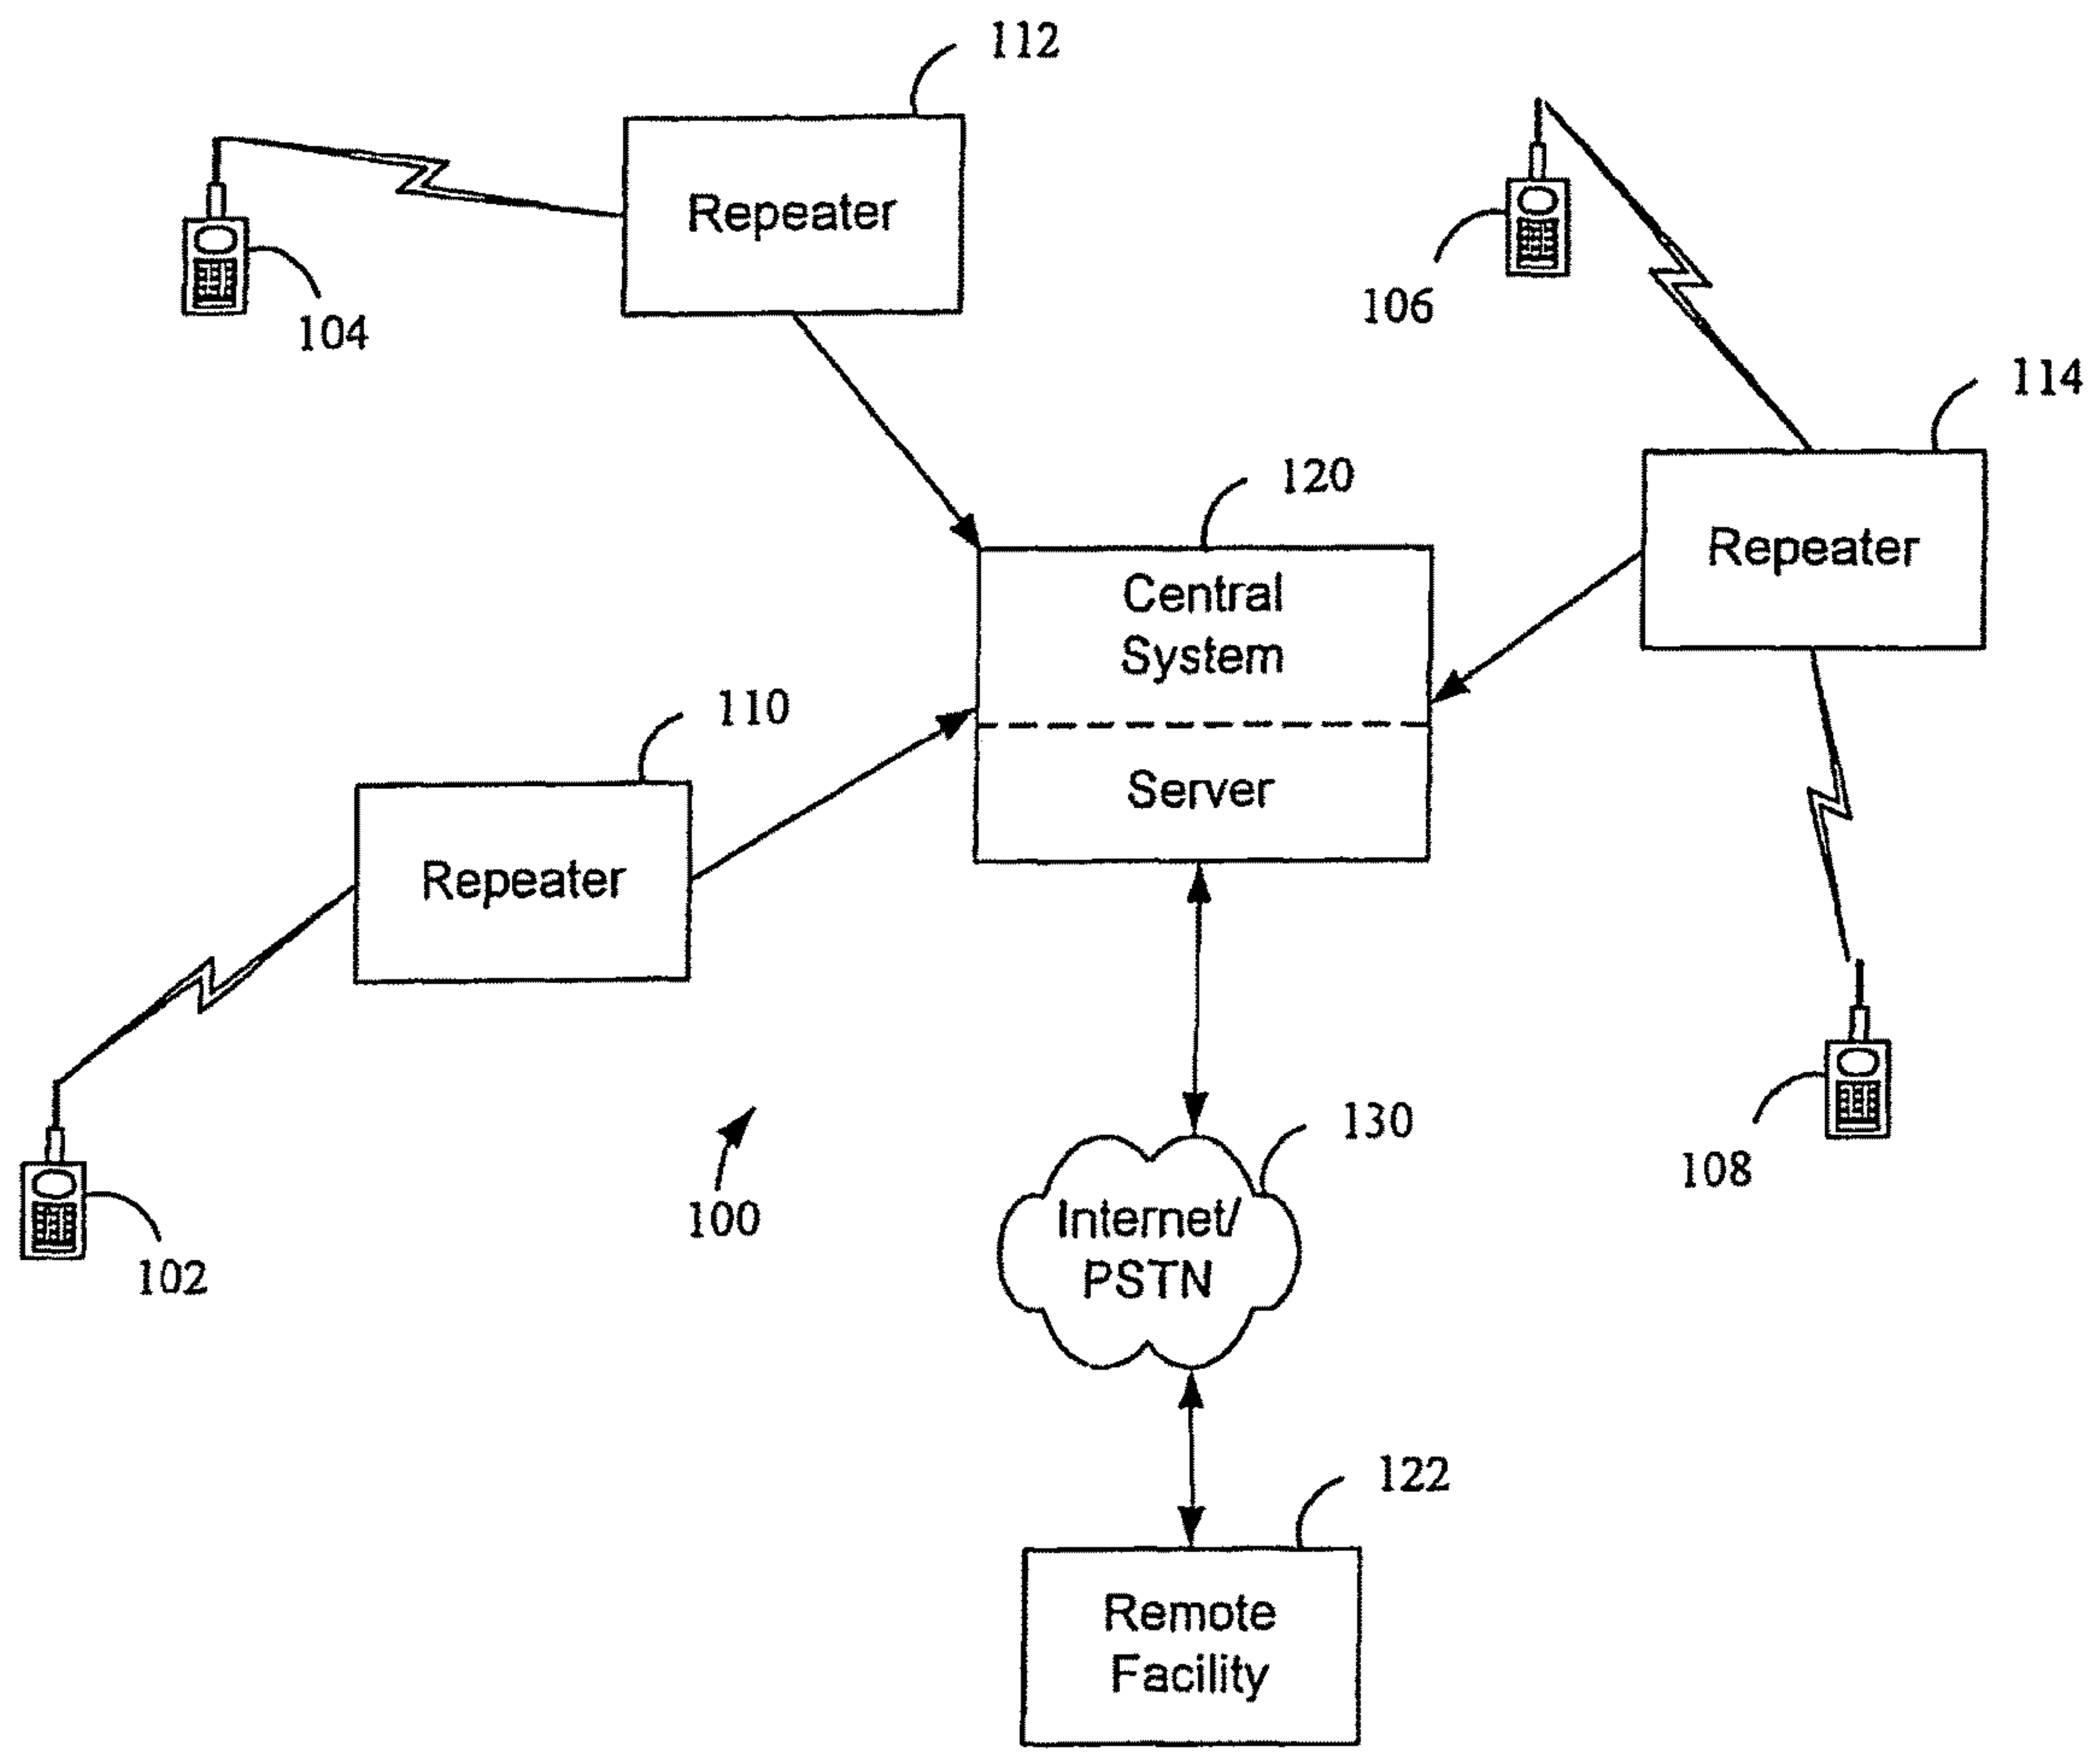 112
Repeater
104
106
114
Repeater
120
Central
System
Server
110
Repeater
102
100
130
Internet/
PSTN
108
122
Remote
Facility